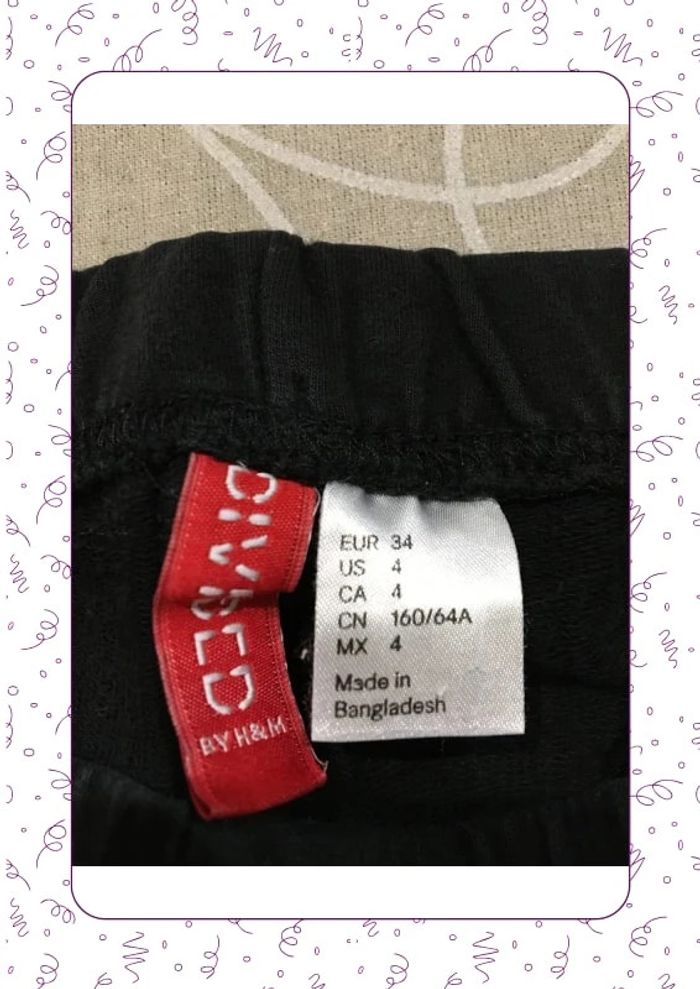 DIVIDED
BY H&M
EUR 34
US 4
CA 4
CN 160/64A
MX 4
Made in
Bangladesh